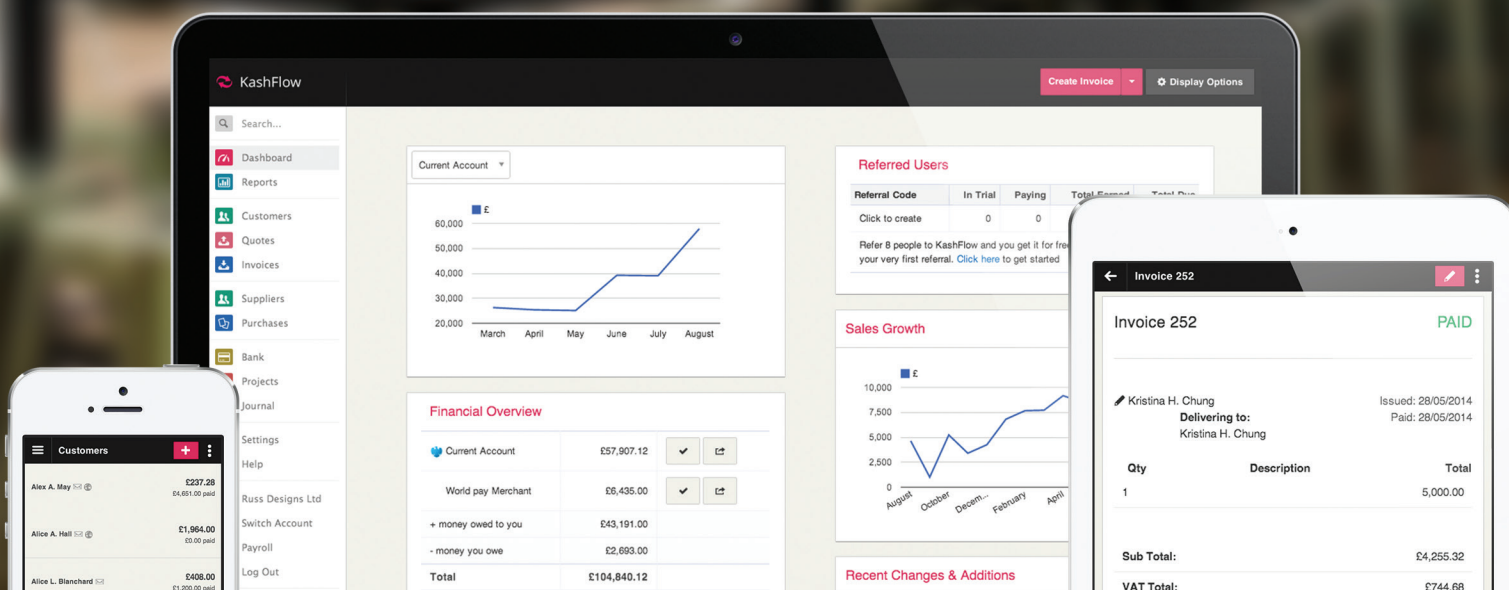 KashFlow
Create Invoice
Display Options
Search...
Dashboard
Reports
Customers
Quotes
Invoices
Suppliers
Purchases
Bank
Projects
Journal
Settings
Help
Russ Designs Ltd
Switch Account
Payroll
Log Out
Current Account
£
60,000
50,000
40,000
30,000
20,000
March April May June July August
Financial Overview
Current Account £57,907.12
World pay Merchant £6,435.00
+ money owed to you £43,191.00
- money you owe £2,693.00
Total £104,840.12
Referred Users
Referral Code In Trial Paying Total Earned Total Due
Click to create 0 0
Refer 8 people to KashFlow and you get it for free
your very first referral. Click here to get started
Sales Growth
£
10,000
7,500
5,000
2,500
0
August October Decem... February April
Recent Changes & Additions
Customers
Alex A. May £237.28
£4,651.00 paid
Alice A. Hall £1,964.00
£0.00 paid
Alice L. Blanchard £408.00
£1,200.00 paid
Invoice 252
Invoice 252 PAID
Kristina H. Chung Issued: 28/05/2014
Delivering to: Paid: 28/05/2014
Kristina H. Chung
Qty Description Total
1 5,000.00
Sub Total: £4,255.32
VAT Total: £744.68